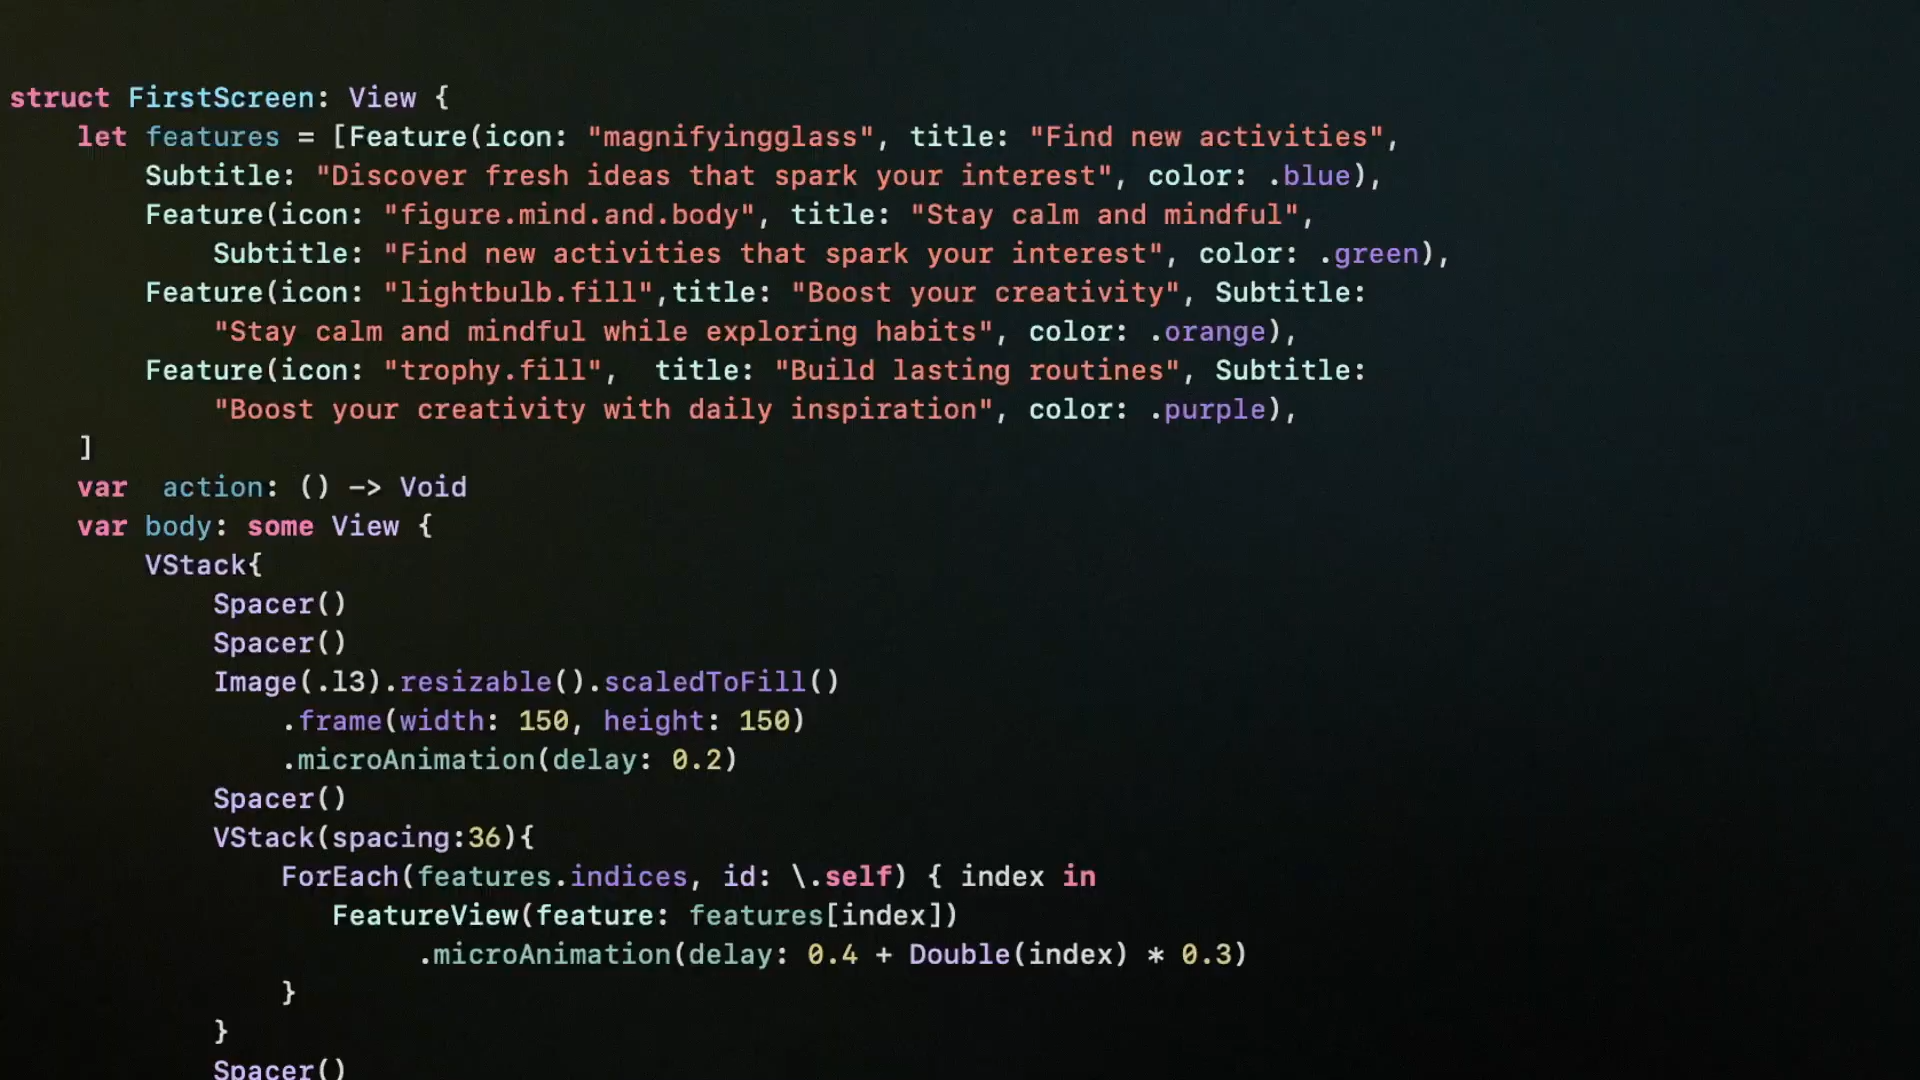 struct FirstScreen: View {
    let features = [Feature(icon: "magnifyingglass", title: "Find new activities",
        Subtitle: "Discover fresh ideas that spark your interest", color: .blue),
        Feature(icon: "figure.mind.and.body", title: "Stay calm and mindful",
            Subtitle: "Find new activities that spark your interest", color: .green),
        Feature(icon: "lightbulb.fill",title: "Boost your creativity", Subtitle:
            "Stay calm and mindful while exploring habits", color: .orange),
        Feature(icon: "trophy.fill",  title: "Build lasting routines", Subtitle:
            "Boost your creativity with daily inspiration", color: .purple),
    ]
    var  action: () -> Void
    var body: some View {
        VStack{
            Spacer()
            Spacer()
            Image(.l3).resizable().scaledToFill()
                .frame(width: 150, height: 150)
                .microAnimation(delay: 0.2)
            Spacer()
            VStack(spacing:36){
                ForEach(features.indices, id: \.self) { index in
                   FeatureView(feature: features[index])
                        .microAnimation(delay: 0.4 + Double(index) * 0.3)
                }
            }
            Spacer()